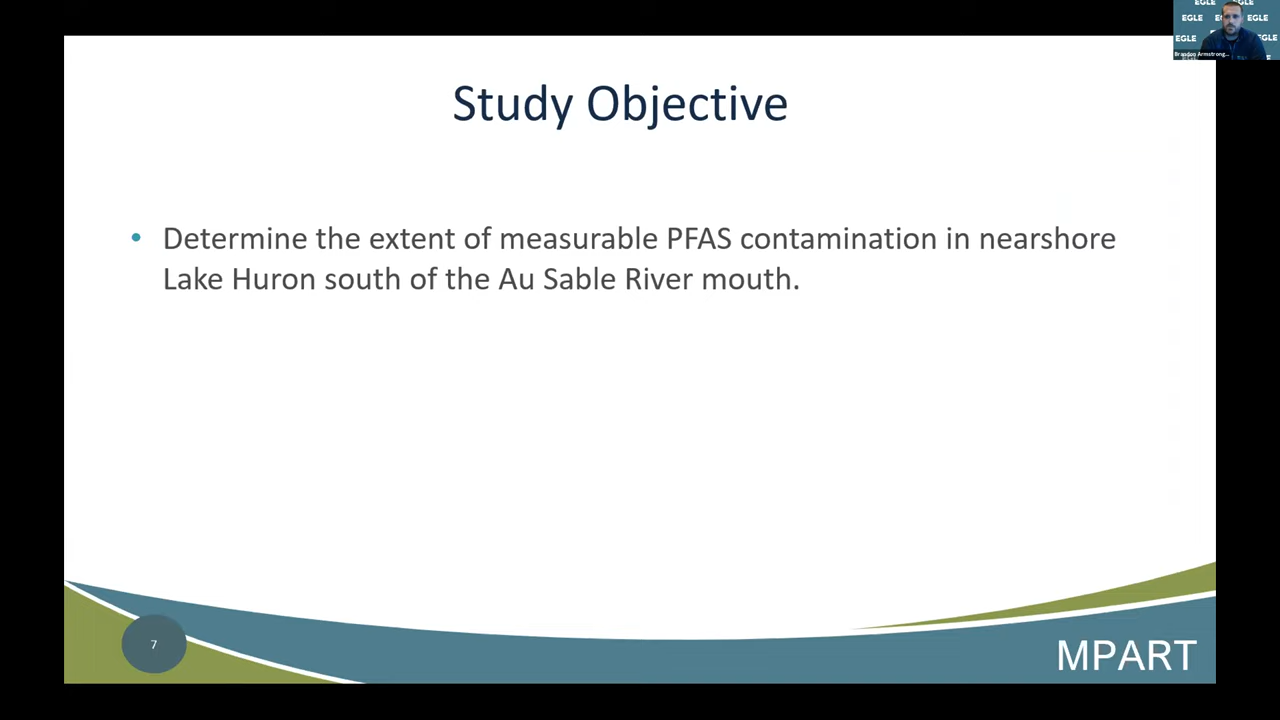 EGLE
EGLE EGLE EGLE
EGLE EGLE
Brandon Armstrong...
Study Objective
• Determine the extent of measurable PFAS contamination in nearshore
Lake Huron south of the Au Sable River mouth.
7
MPART